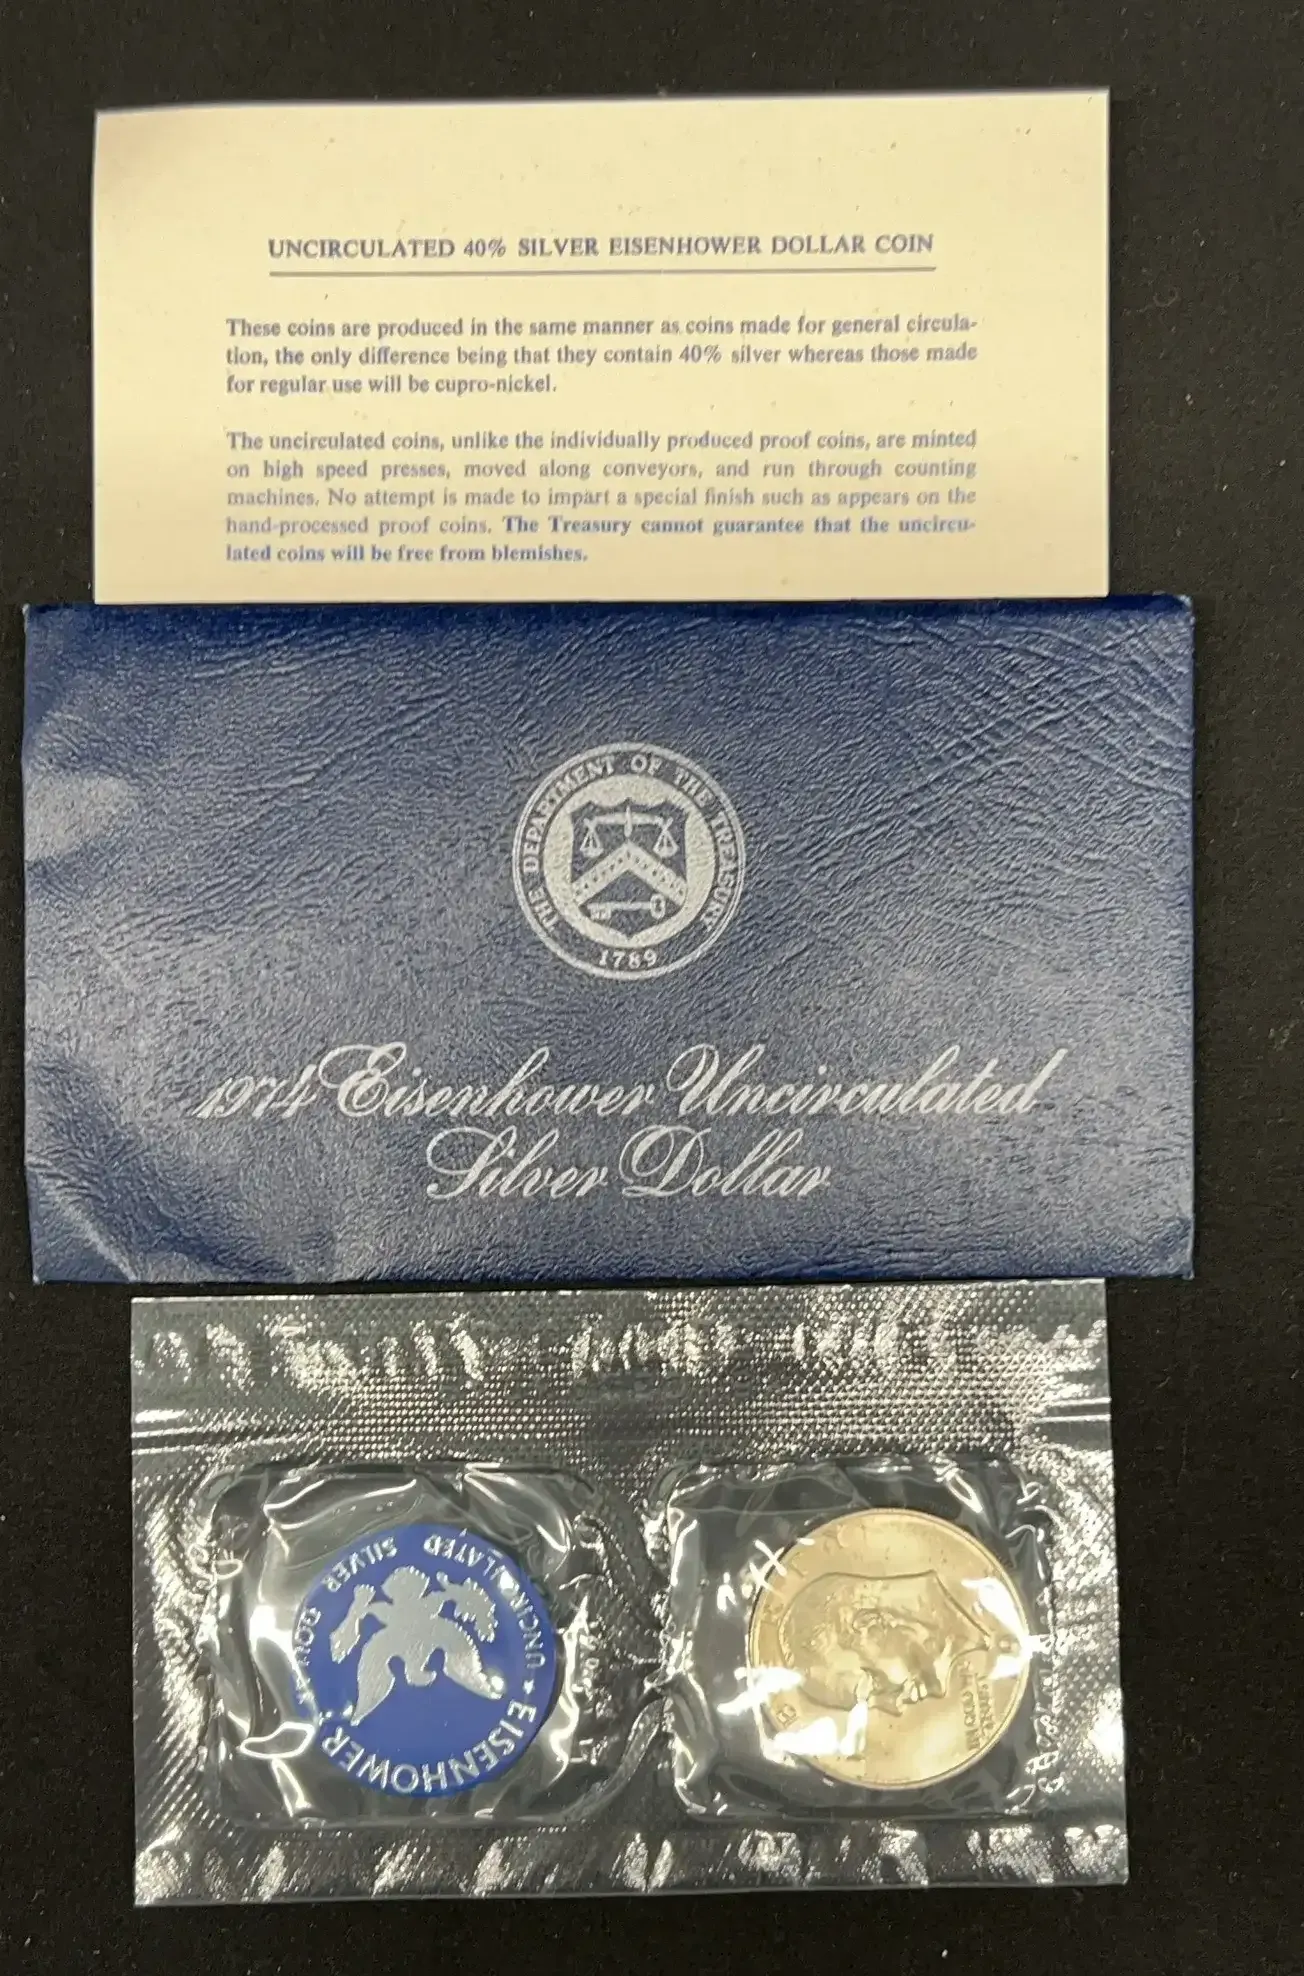 UNCIRCULATED 40% SILVER EISENHOWER DOLLAR COIN
These coins are produced in the same manner as coins made for general circula-
tion, the only difference being that they contain 40% silver whereas those made
for regular use will be cupro-nickel.
The uncirculated coins, unlike the individually produced proof coins, are minted
on high speed presses, moved along conveyors, and run through counting
machines. No attempt is made to impart a special finish such as appears on the
hand-processed proof coins. The Treasury cannot guarantee that the uncircu-
lated coins will be free from blemishes.
THE DEPARTMENT OF THE TREASURY
1789
1974 Eisenhower Uncirculated
Silver Dollar
EISENHOWER
UNCIRCULATED
SILVER DOLLAR